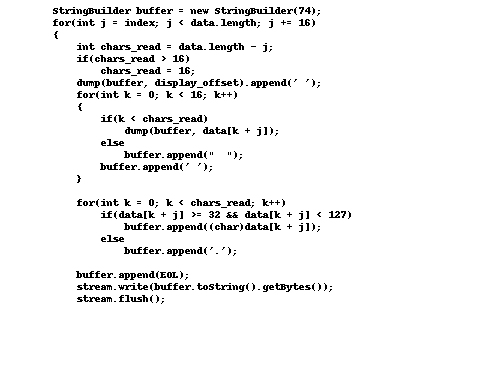 StringBuilder buffer = new StringBuilder(74);
for(int j = index; j < data.length; j += 16)
{
    int chars_read = data.length - j;
    if(chars_read > 16)
        chars_read = 16;
    dump(buffer, display_offset).append(' ');
    for(int k = 0; k < 16; k++)
    {
        if(k < chars_read)
            dump(buffer, data[k + j]);
        else
            buffer.append("  ");
        buffer.append(' ');
    }

    for(int k = 0; k < chars_read; k++)
        if(data[k + j] >= 32 && data[k + j] < 127)
            buffer.append((char)data[k + j]);
        else
            buffer.append('.');

    buffer.append(EOL);
    stream.write(buffer.toString().getBytes());
    stream.flush();